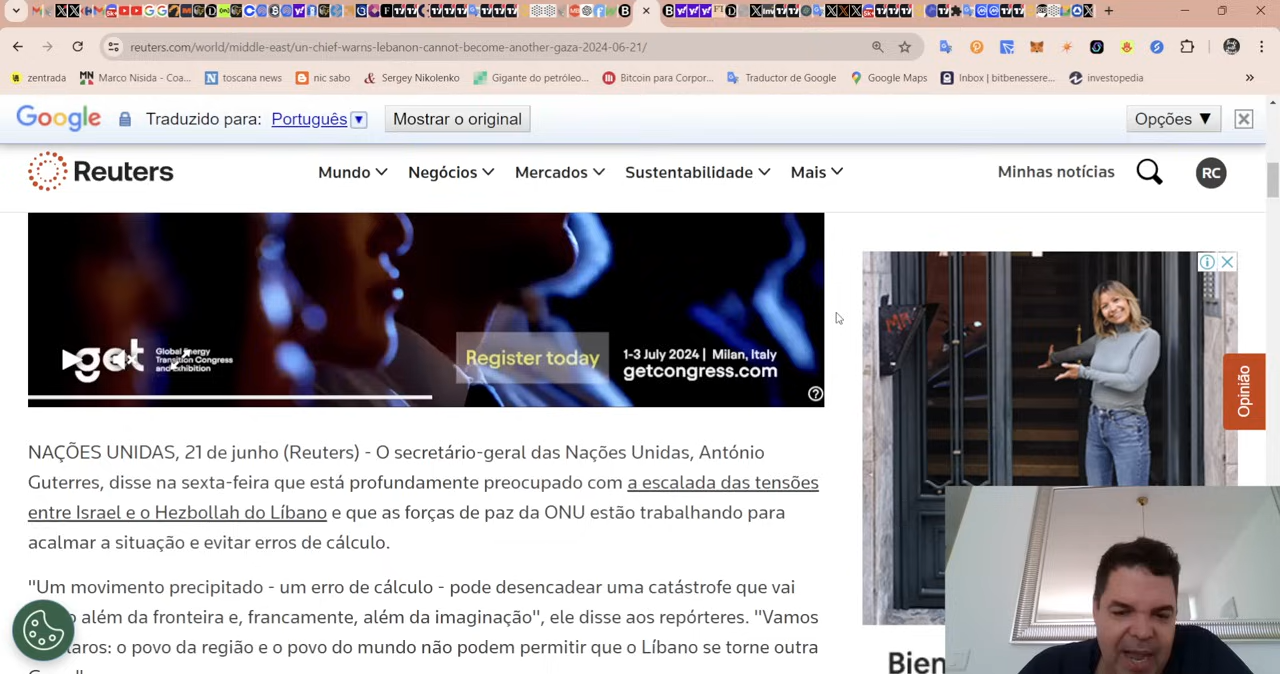 reuters.com/world/middle-east/un-chief-warns-lebanon-cannot-become-another-gaza-2024-06-21/
zentrada
Marco Nisida - Coa...
toscana news
nic sabo
Sergey Nikolenko
Gigante do petróleo...
Bitcoin para Corpor...
Traductor de Google
Google Maps
Inbox | bitbenessere...
investopedia
Google Traduzido para: Português Mostrar o original Opções ▼
Reuters Mundo Negócios Mercados Sustentabilidade Mais Minhas notícias RC
get Global Energy
Transition Congress
and Exhibition
Register today
1-3 July 2024 | Milan, Italy
getcongress.com
Opinião
NAÇÕES UNIDAS, 21 de junho (Reuters) - O secretário-geral das Nações Unidas, António
Guterres, disse na sexta-feira que está profundamente preocupado com a escalada das tensões
entre Israel e o Hezbollah do Líbano e que as forças de paz da ONU estão trabalhando para
acalmar a situação e evitar erros de cálculo.
"Um movimento precipitado - um erro de cálculo - pode desencadear uma catástrofe que vai
além da fronteira e, francamente, além da imaginação", ele disse aos repórteres. "Vamos
o povo da região e o povo do mundo não podem permitir que o Líbano se torne outra
Bien